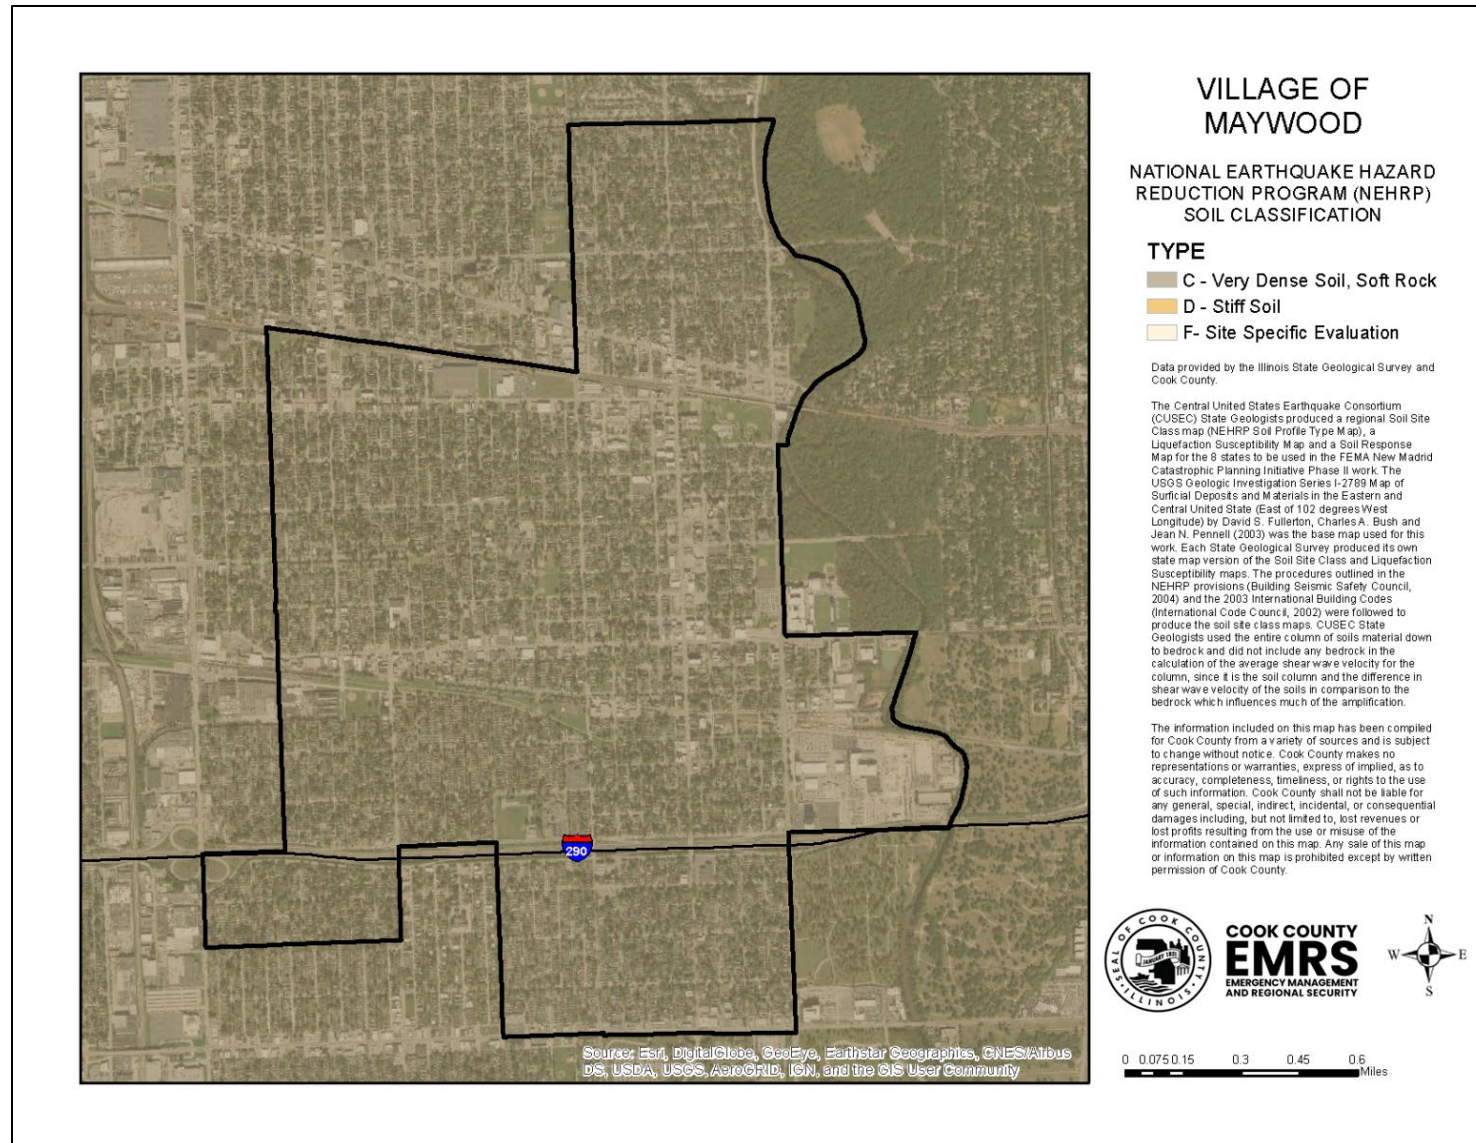 VILLAGE OF
MAYWOOD
NATIONAL EARTHQUAKE HAZARD
REDUCTION PROGRAM (NEHRP)
SOIL CLASSIFICATION
TYPE
C - Very Dense Soil, Soft Rock
D - Stiff Soil
F- Site Specific Evaluation
Data provided by the Illinois State Geological Survey and
Cook County.
The Central United States Earthquake Consortium
(CUSEC) State Geologists produced a regional Soil Site
Class map (NEHRP Soil Profile Type Map), a
Liquefaction Susceptibility Map and a Soil Response
Map for the 8 states to be used in the FEMA New Madrid
Catastrophic Planning Initiative Phase II work. The
USGS Geologic Investigation Series I-2789 Map of
Surficial Deposits and Materials in the Eastern and
Central United State (East of 102 degrees West
Longitude) by David S. Fullerton, Charles A. Bush and
Jean N. Pennell (2003) was the base map used for this
work. Each State Geological Survey produced its own
state map version of the Soil Site Class and Liquefaction
Susceptibility maps. The procedures outlined in the
NEHRP provisions (Building Seismic Safety Council,
2004) and the 2003 International Building Codes
(International Code Council, 2002) were followed to
produce the soil site class maps. CUSEC State
Geologists used the entire column of soils material down
to bedrock and did not include any bedrock in the
calculation of the average shear wave velocity for the
column, since it is the soil column and the difference in
shear wave velocity of the soils in comparison to the
bedrock which influences much of the amplification.
The information included on this map has been compiled
for Cook County from a variety of sources and is subject
to change without notice. Cook County makes no
representations or warranties, express of implied, as to
accuracy, completeness, timeliness, or rights to the use
of such information. Cook County shall not be liable for
any general, special, indirect, incidental, or consequential
damages including, but not limited to, lost revenues or
lost profits resulting from the use or misuse of the
information contained on this map. Any sale of this map
or information on this map is prohibited except by written
permission of Cook County.
290
Source: Esri, DigitalGlobe, GeoEye, Earthstar Geographics, CNES/Airbus
DS, USDA, USGS, AeroGRID, IGN, and the GIS User Community
SEAL OF COOK COUNTY
JANUARY 1831
ILLINOIS
COOK COUNTY
EMRS
EMERGENCY MANAGEMENT
AND REGIONAL SECURITY
N
W E
S
0 0.075 0.15 0.3 0.45 0.6
Miles